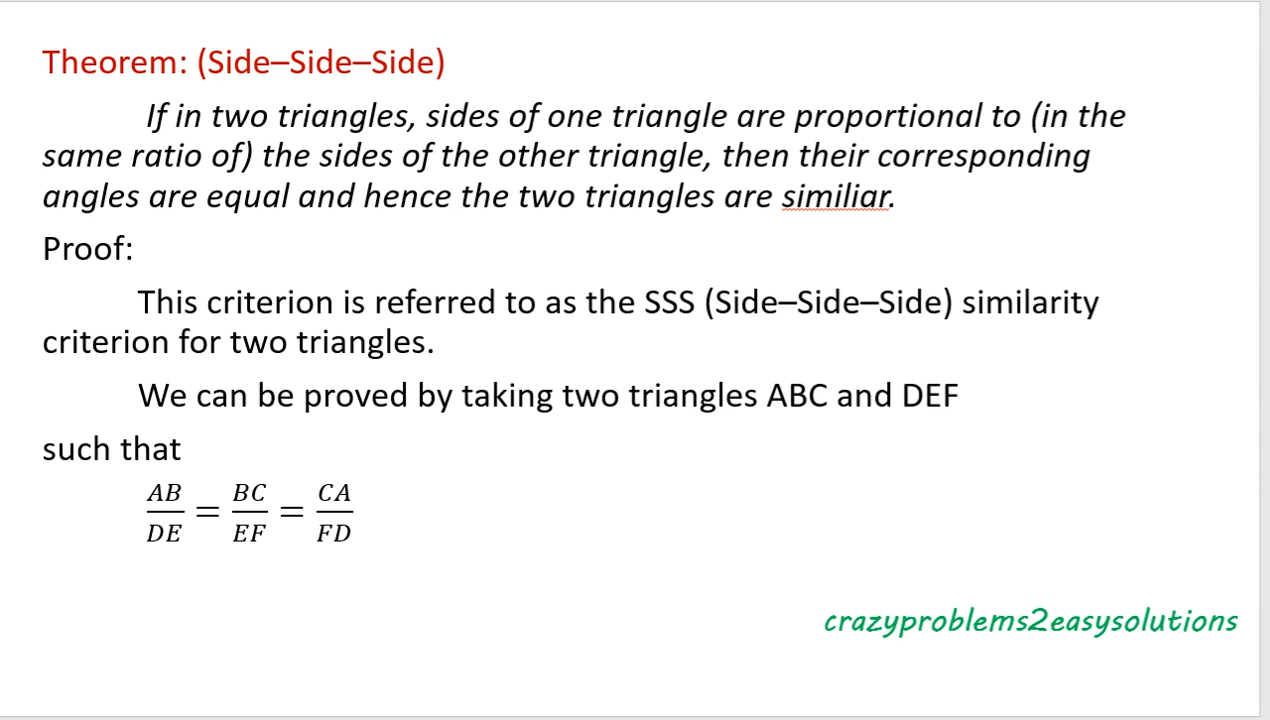 Theorem: (Side–Side–Side)
If in two triangles, sides of one triangle are proportional to (in the
same ratio of) the sides of the other triangle, then their corresponding
angles are equal and hence the two triangles are similiar.
Proof:
This criterion is referred to as the SSS (Side–Side–Side) similarity
criterion for two triangles.
We can be proved by taking two triangles ABC and DEF
such that
AB/DE = BC/EF = CA/FD
crazyproblems2easysolutions